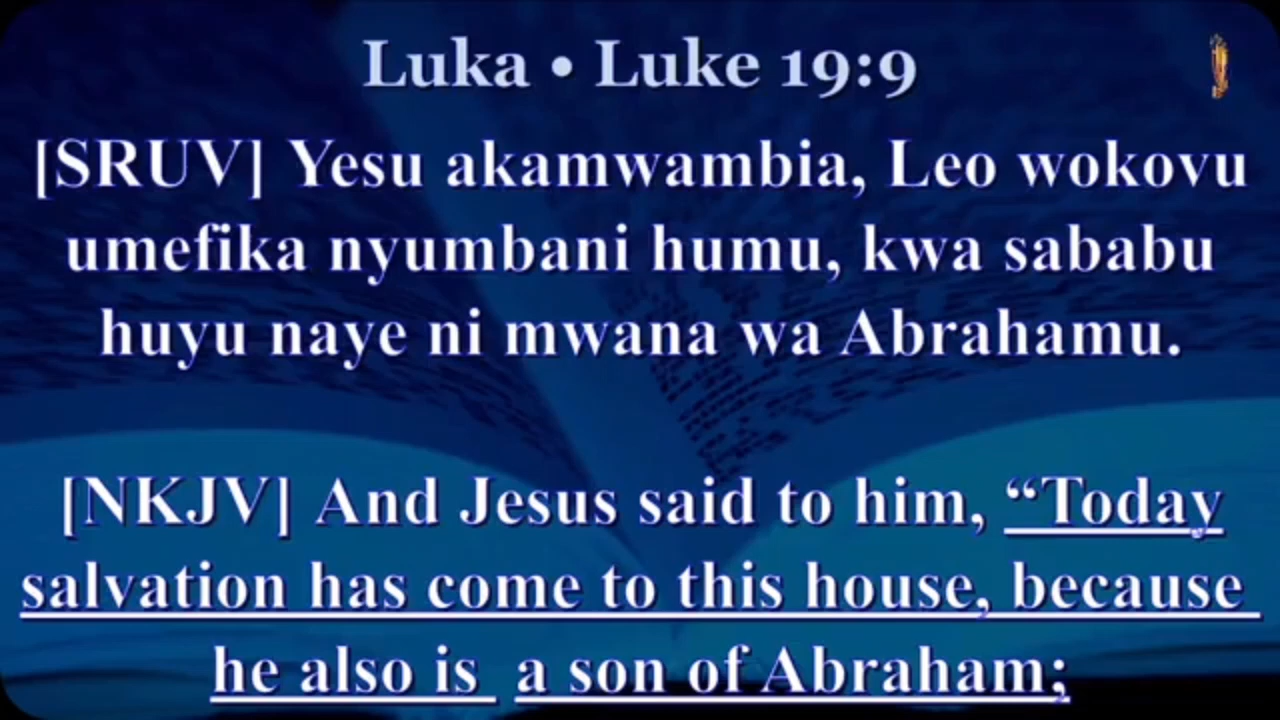 Luka • Luke 19:9
[SRUV] Yesu akamwambia, Leo wokovu
umefika nyumbani humu, kwa sababu
huyu naye ni mwana wa Abrahamu.
[NKJV] And Jesus said to him, “Today
salvation has come to this house, because
he also is a son of Abraham;